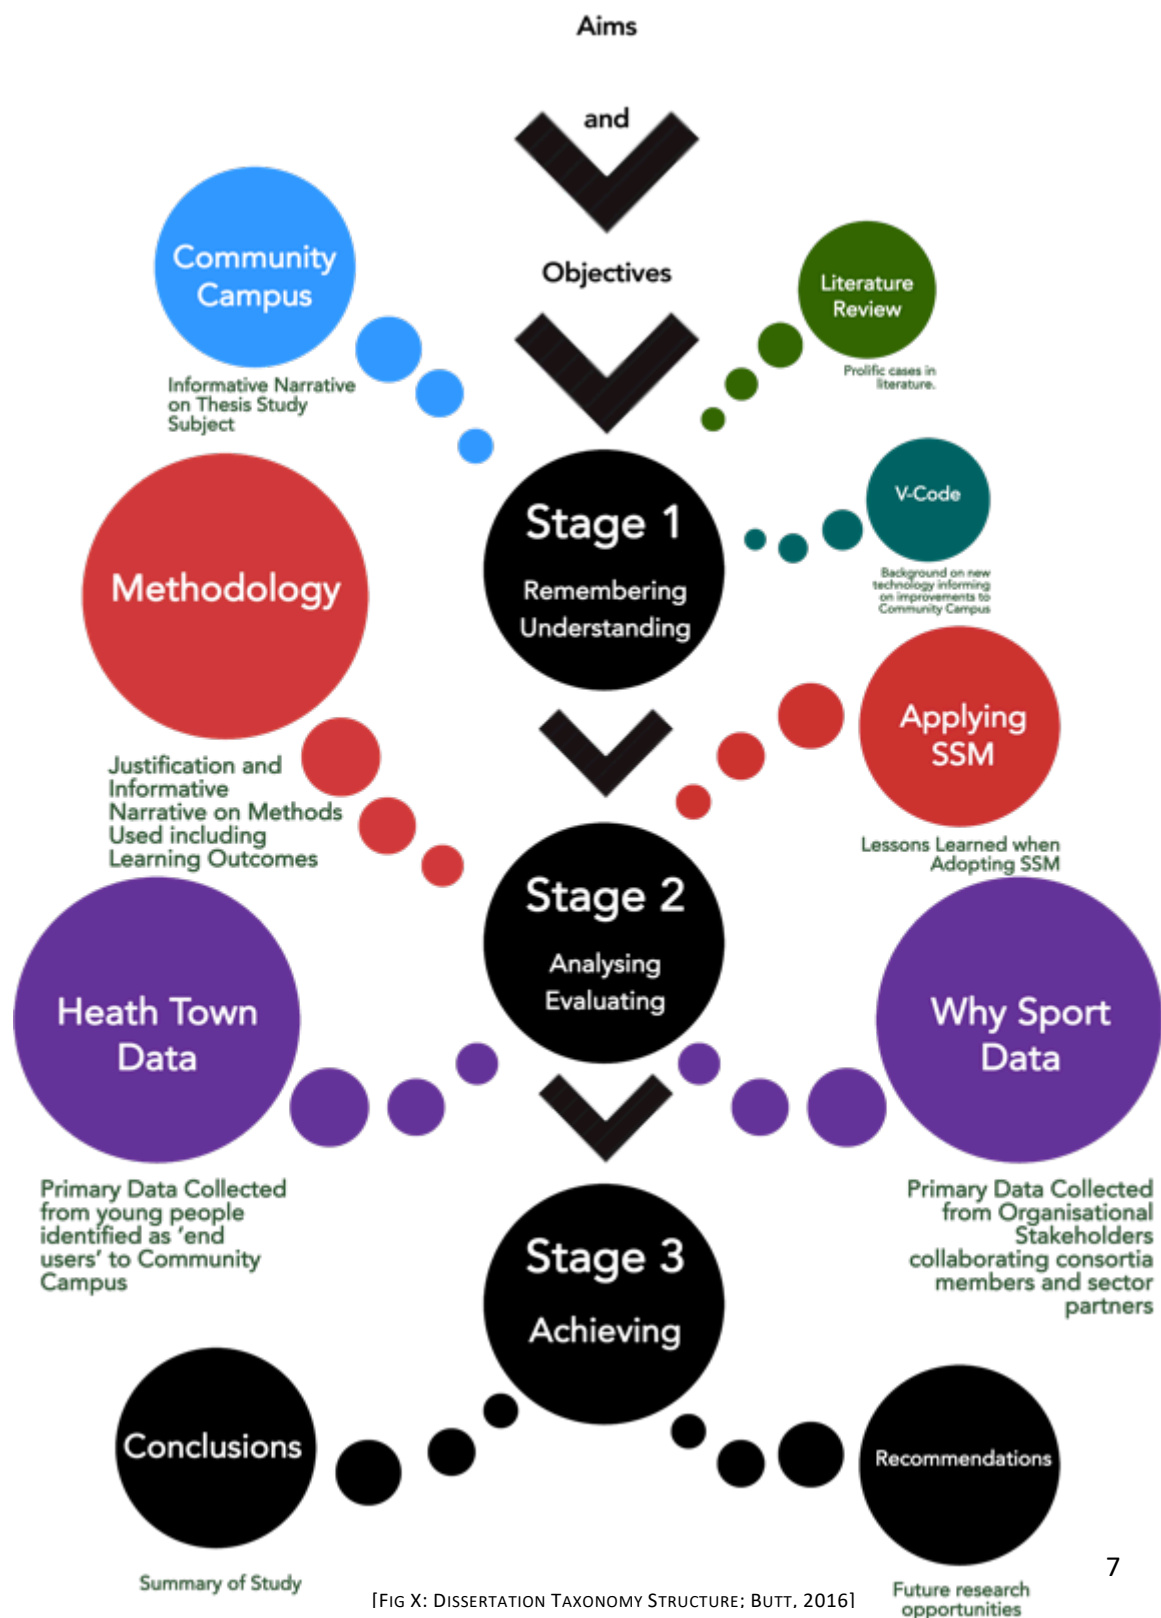 Aims
and
Objectives
Community
Campus
Informative Narrative
on Thesis Study
Subject
Literature
Review
Prolific cases in
literature.
Stage 1
Remembering
Understanding
V-Code
Background on new
technology informing
on improvements to
Community Campus
Methodology
Justification and
Informative
Narrative on Methods
Used including
Learning Outcomes
Applying
SSM
Lessons Learned when
Adopting SSM
Stage 2
Analysing
Evaluating
Heath Town
Data
Primary Data Collected
from young people
identified as ‘end
users’ to Community
Campus
Why Sport
Data
Primary Data Collected
from Organisational
Stakeholders
collaborating consortia
members and sector
partners
Stage 3
Achieving
Conclusions
Summary of Study
Recommendations
Future research
opportunities
7
[FIG X: DISSERTATION TAXONOMY STRUCTURE; BUTT, 2016]